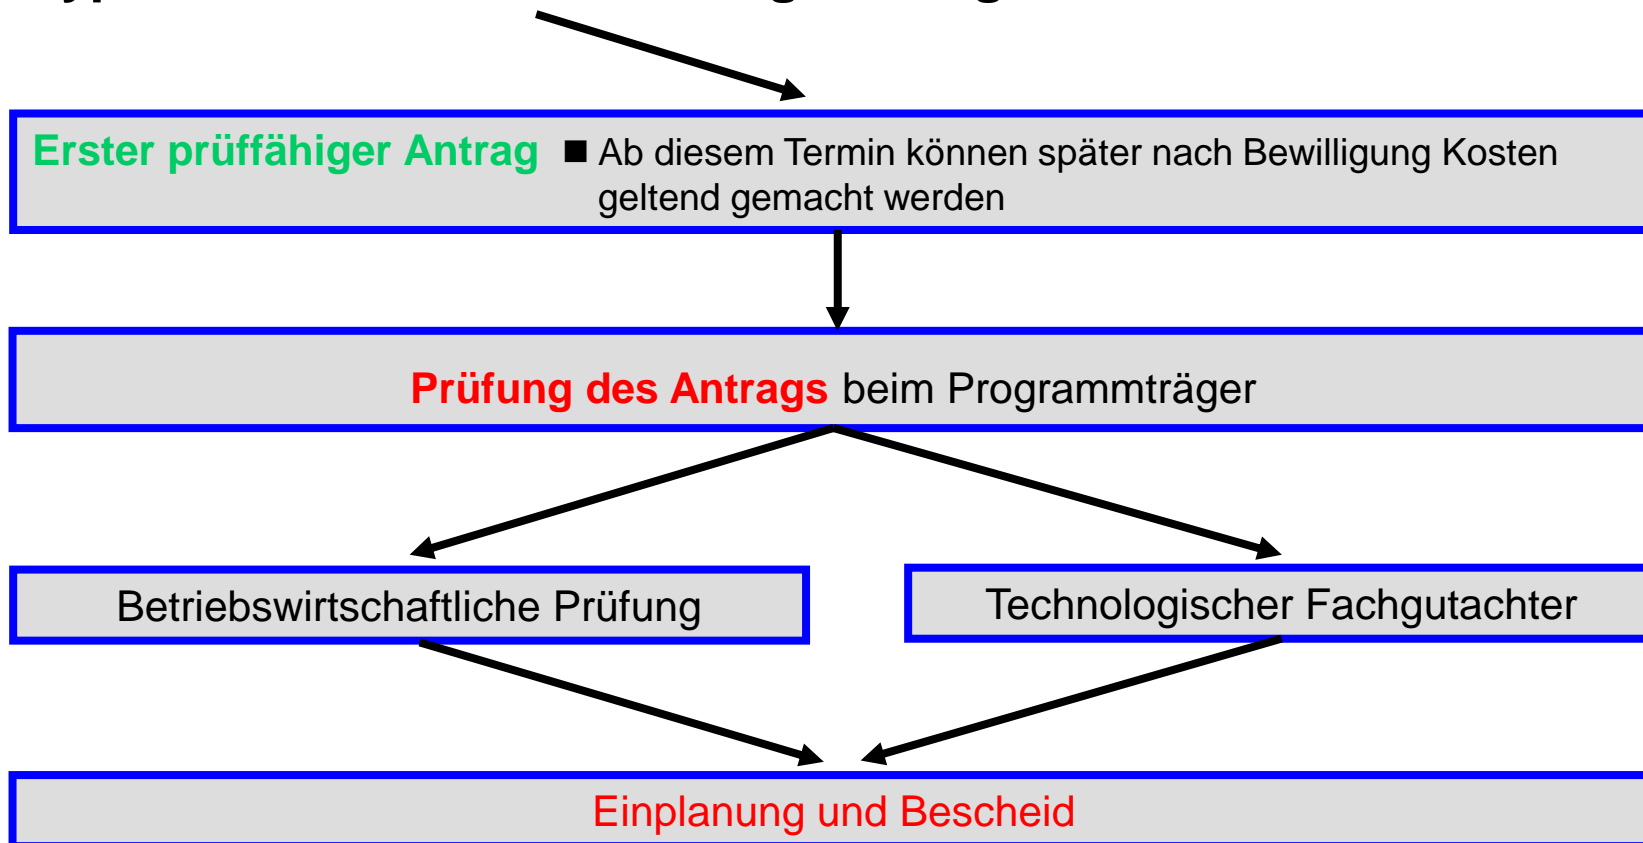 Erster prüffähiger Antrag ■ Ab diesem Termin können später nach Bewilligung Kosten
geltend gemacht werden
Prüfung des Antrags beim Programmträger
Betriebswirtschaftliche Prüfung
Technologischer Fachgutachter
Einplanung und Bescheid